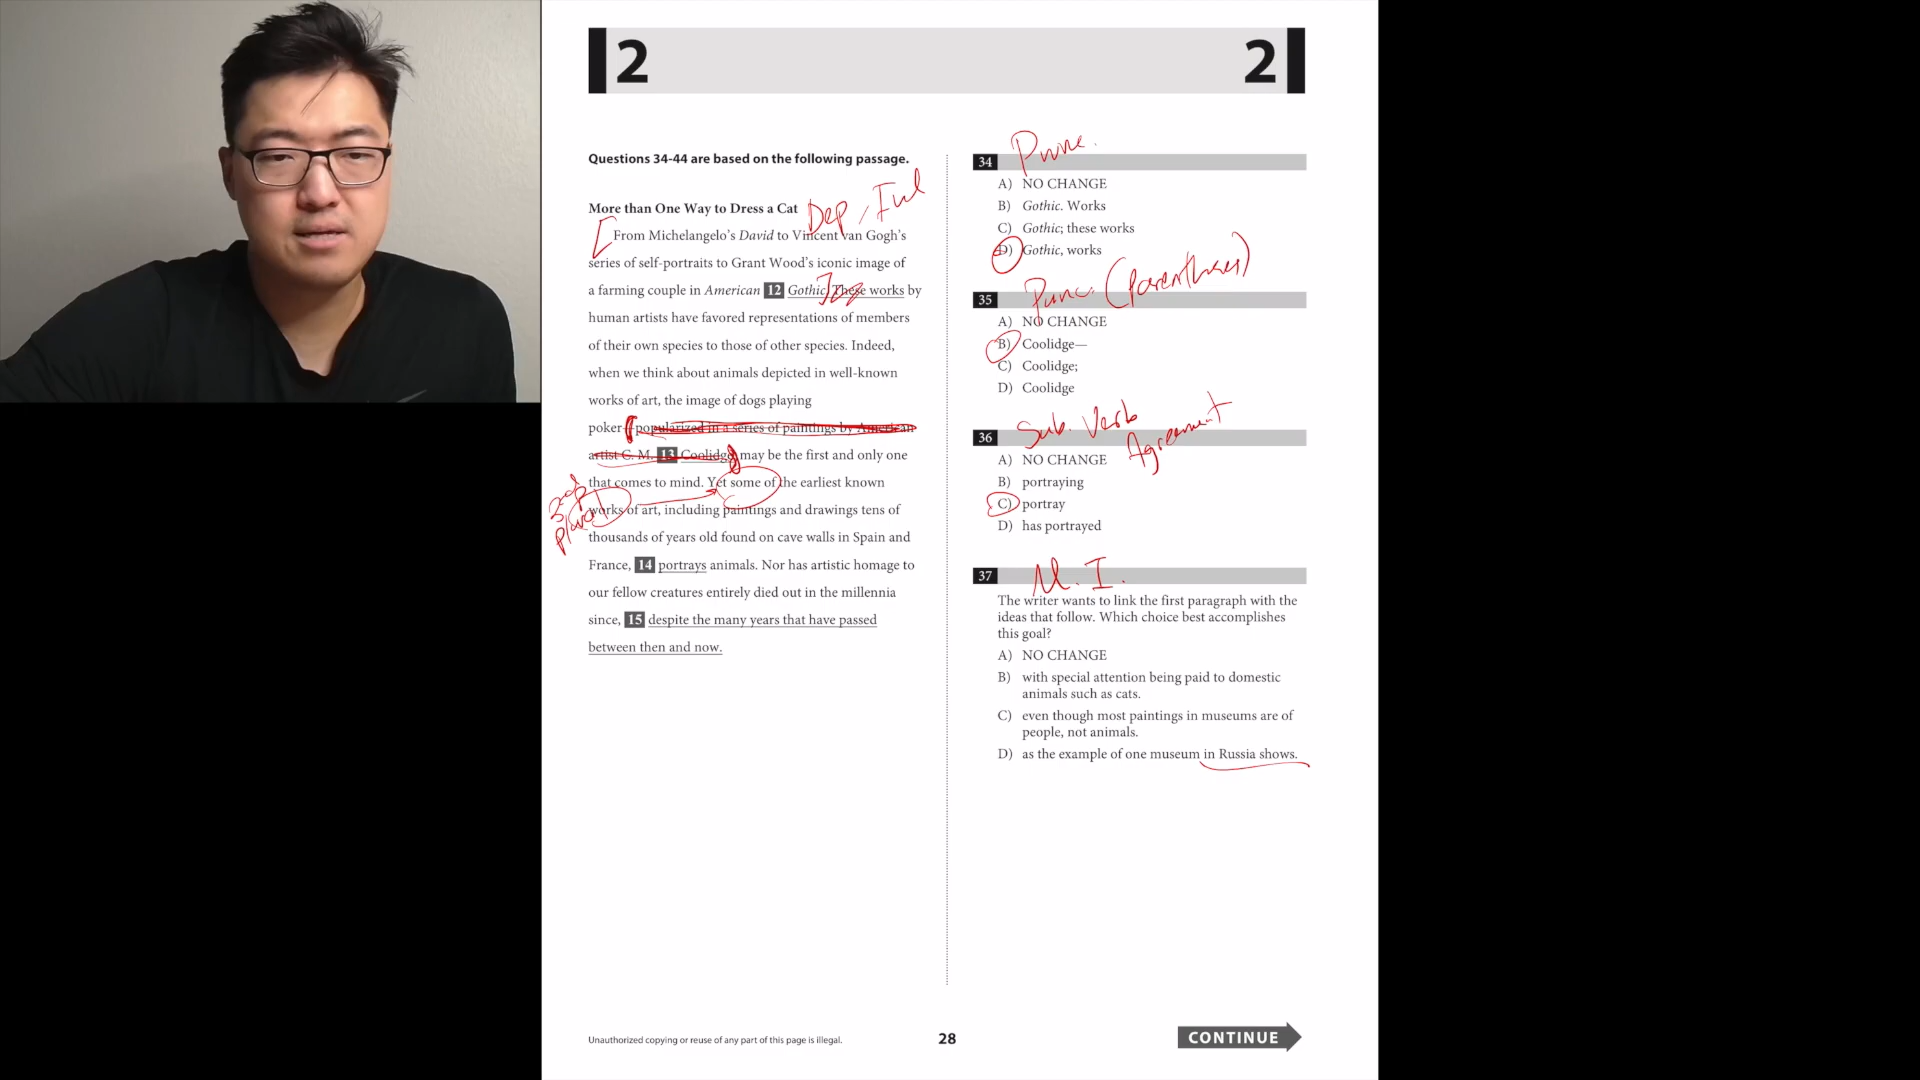 2
2
Questions 34-44 are based on the following passage.
More than One Way to Dress a Cat
Dep, Ind
From Michelangelo's David to Vincent van Gogh's
series of self-portraits to Grant Wood's iconic image of
a farming couple in American 12 Gothic. These works by
human artists have favored representations of members
of their own species to those of other species. Indeed,
when we think about animals depicted in well-known
works of art, the image of dogs playing
poker—popularized in a series of paintings by American
artist C. M. 13 Coolidge, may be the first and only one
that comes to mind. Yet some of the earliest known
works of art, including paintings and drawings tens of
plural
thousands of years old found on cave walls in Spain and
France, 14 portrays animals. Nor has artistic homage to
our fellow creatures entirely died out in the millennia
since, 15 despite the many years that have passed
between then and now.
34 Punc.
A) NO CHANGE
B) Gothic. Works
C) Gothic; these works
D) Gothic, works
35 Punc. (Parentheses)
A) NO CHANGE
B) Coolidge—
C) Coolidge;
D) Coolidge
36 Sub. Verb Agreement
A) NO CHANGE
B) portraying
C) portray
D) has portrayed
37 M. I.
The writer wants to link the first paragraph with the
ideas that follow. Which choice best accomplishes
this goal?
A) NO CHANGE
B) with special attention being paid to domestic
animals such as cats.
C) even though most paintings in museums are of
people, not animals.
D) as the example of one museum in Russia shows.
Unauthorized copying or reuse of any part of this page is illegal.
28
CONTINUE